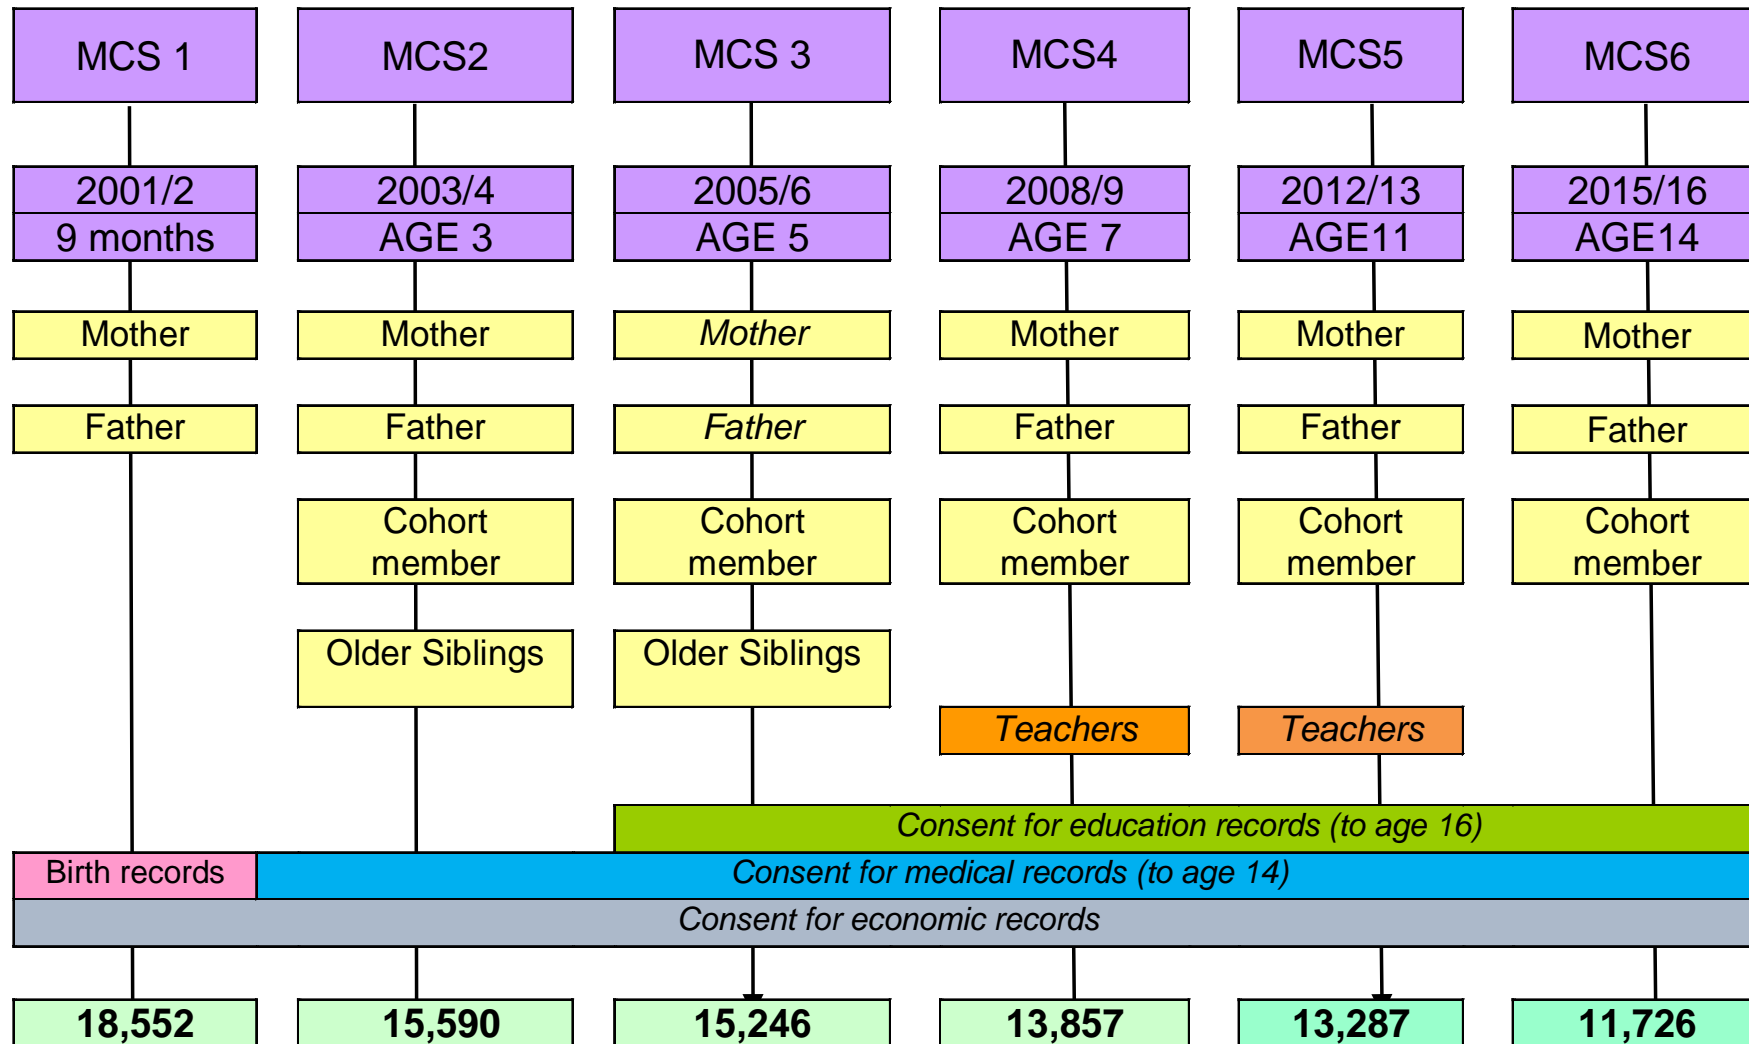 MCS 1
MCS2
MCS 3
MCS4
MCS5
MCS6
2001/2
2003/4
2005/6
2008/9
2012/13
2015/16
9 months
AGE 3
AGE 5
AGE 7
AGE11
AGE14
Mother
Mother
Mother
Mother
Mother
Mother
Father
Father
Father
Father
Father
Father
Cohort
member
Cohort
member
Cohort
member
Cohort
member
Cohort
member
Older Siblings
Older Siblings
Teachers
Teachers
Consent for education records (to age 16)
Birth records
Consent for medical records (to age 14)
Consent for economic records
18,552
15,590
15,246
13,857
13,287
11,726